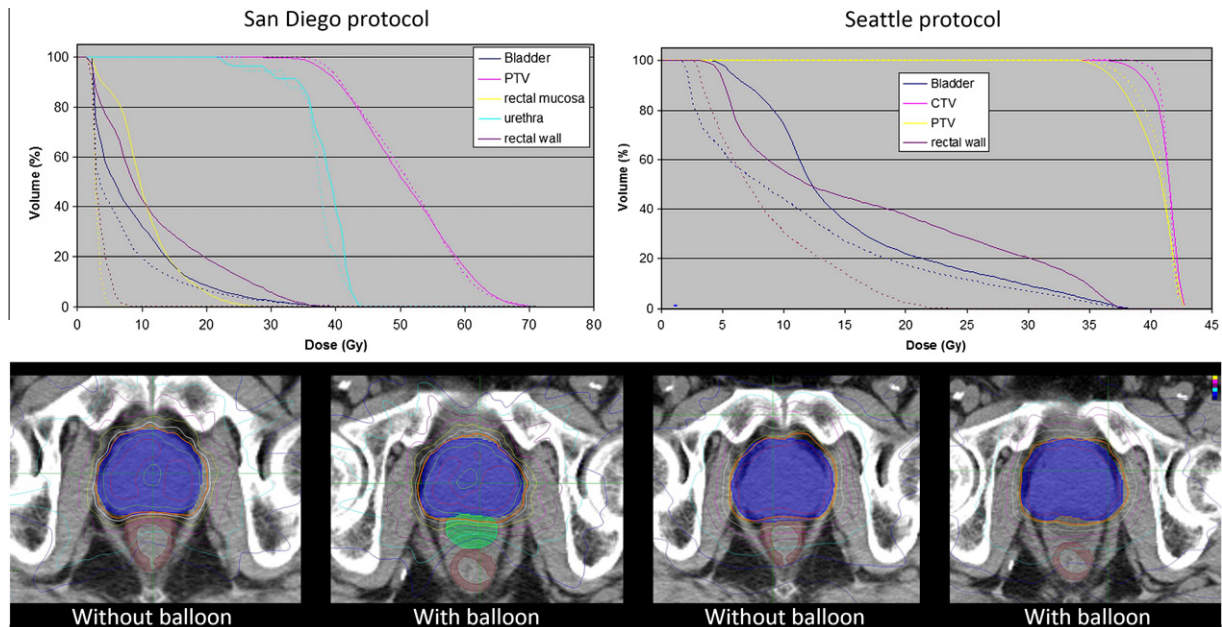 San Diego protocol
Seattle protocol
Volume (%)
100
80
60
40
20
0
0 10 20 30 40 50 60 70 80
Dose (Gy)
Bladder
PTV
rectal mucosa
urethra
rectal wall
Volume (%)
100
80
60
40
20
0
0 5 10 15 20 25 30 35 40 45
Dose (Gy)
Bladder
CTV
PTV
rectal wall
Without balloon
With balloon
Without balloon
With balloon